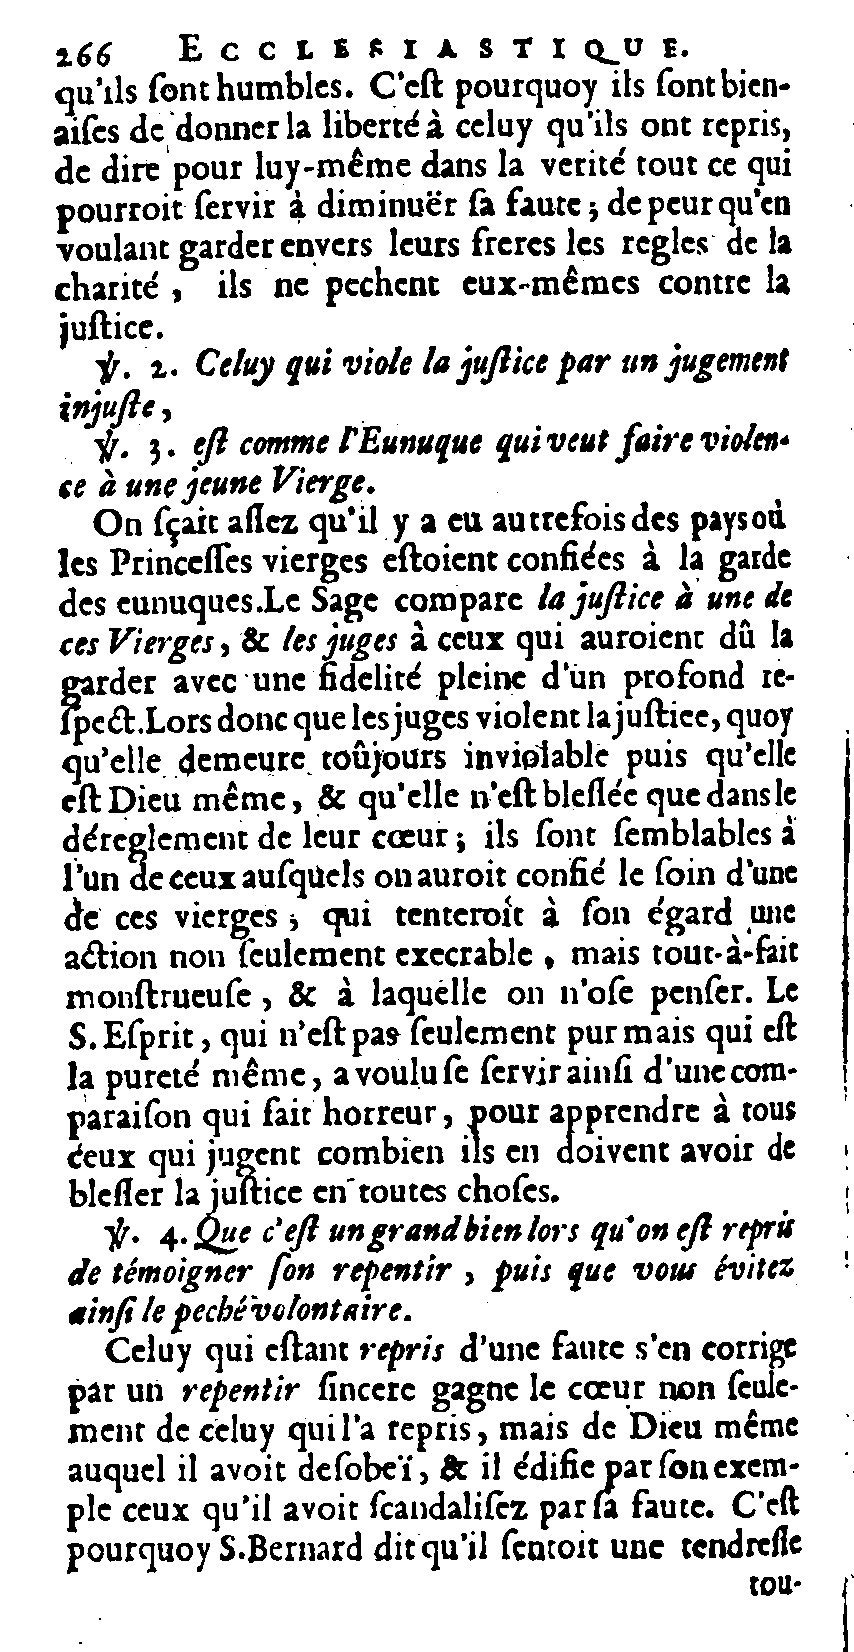 266 ECCLESIASTIQUE.
qu'ils ſont humbles. C'eſt pourquoy ils ſont bien-
aiſes de donner la liberté à celuy qu'ils ont repris,
de dire pour luy-même dans la verité tout ce qui
pourroit ſervir à diminuër ſa faute ; de peur qu'en
voulant garder envers leurs freres les regles de la
charité, ils ne pechent eux-mêmes contre la
juſtice.
℣. 2. Celuy qui viole la juſtice par un jugement
injuſte,
℣. 3. eſt comme l'Eunuque qui veut faire violen-
ce à une jeune Vierge.
On ſçait aſſez qu'il y a eu autrefois des pays où
les Princeſſes vierges eſtoient confiées à la garde
des eunuques. Le Sage compare la juſtice à une de
ces Vierges, & les juges à ceux qui auroient dû la
garder avec une fidelité pleine d'un profond re-
ſpect. Lors donc que les juges violent la juſtice, quoy
qu'elle demeure toûjours inviolable puis qu'elle
eſt Dieu même, & qu'elle n'eſt bleſſée que dans le
déreglement de leur cœur ; ils ſont ſemblables à
l'un de ceux auſquels on auroit confié le ſoin d'une
de ces vierges ; qui tenteroit à ſon égard une
action non ſeulement execrable, mais tout-à-fait
monſtrueuſe, & à laquelle on n'oſe penſer. Le
S. Eſprit, qui n'eſt pas ſeulement pur mais qui eſt
la pureté même, a voulu ſe ſervir ainſi d'une com-
paraiſon qui fait horreur, pour apprendre à tous
ceux qui jugent combien ils en doivent avoir de
bleſſer la juſtice en toutes choſes.
℣. 4. Que c'eſt un grand bien lors qu'on eſt repris
de témoigner ſon repentir, puis que vous évitez
ainſi le peché volontaire.
Celuy qui eſtant repris d'une faute s'en corrige
par un repentir ſincere gagne le cœur non ſeule-
ment de celuy qui l'a repris, mais de Dieu même
auquel il avoit deſobeï, & il édifie par ſon exem-
ple ceux qu'il avoit ſcandaliſez par ſa faute. C'eſt
pourquoy S. Bernard dit qu'il ſentoit une tendreſſe
tou-